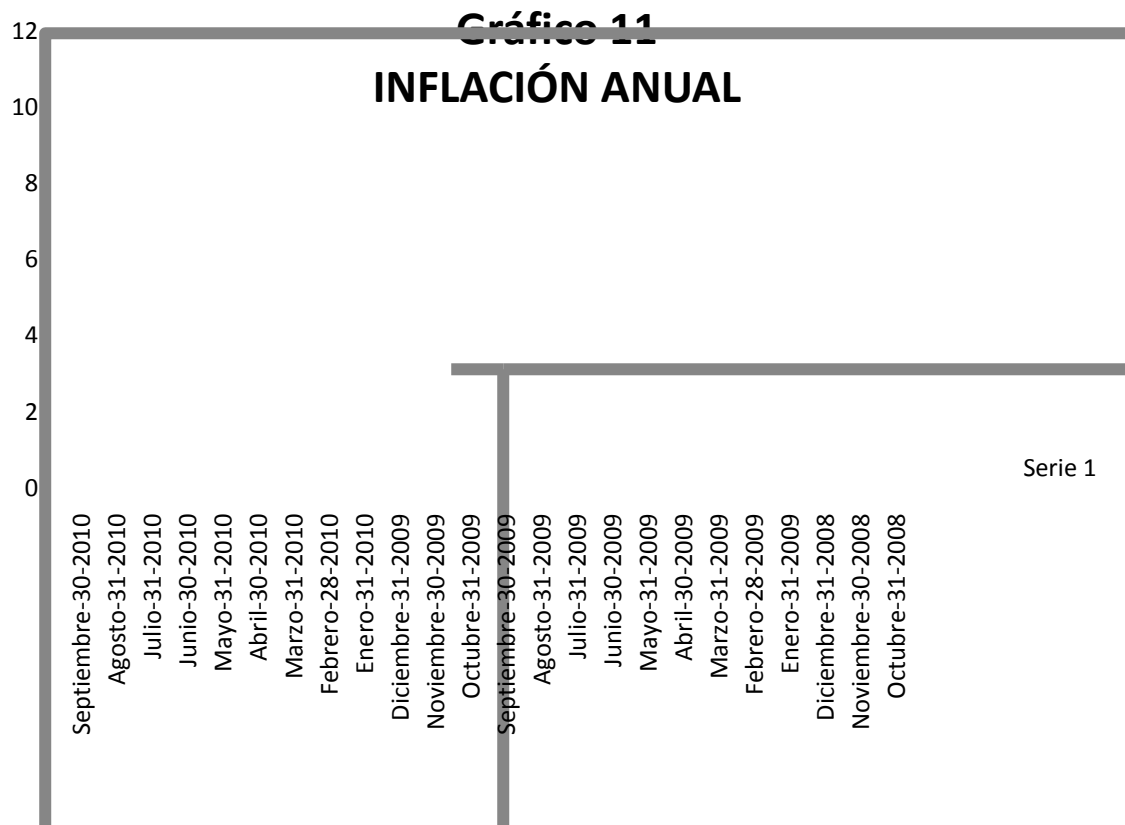 Gráfico 11
INFLACIÓN ANUAL
12
10
8
6
4
2
0
Serie 1
Septiembre-30-2010
Agosto-31-2010
Julio-31-2010
Junio-30-2010
Mayo-31-2010
Abril-30-2010
Marzo-31-2010
Febrero-28-2010
Enero-31-2010
Diciembre-31-2009
Noviembre-30-2009
Octubre-31-2009
Septiembre-30-2009
Agosto-31-2009
Julio-31-2009
Junio-30-2009
Mayo-31-2009
Abril-30-2009
Marzo-31-2009
Febrero-28-2009
Enero-31-2009
Diciembre-31-2008
Noviembre-30-2008
Octubre-31-2008